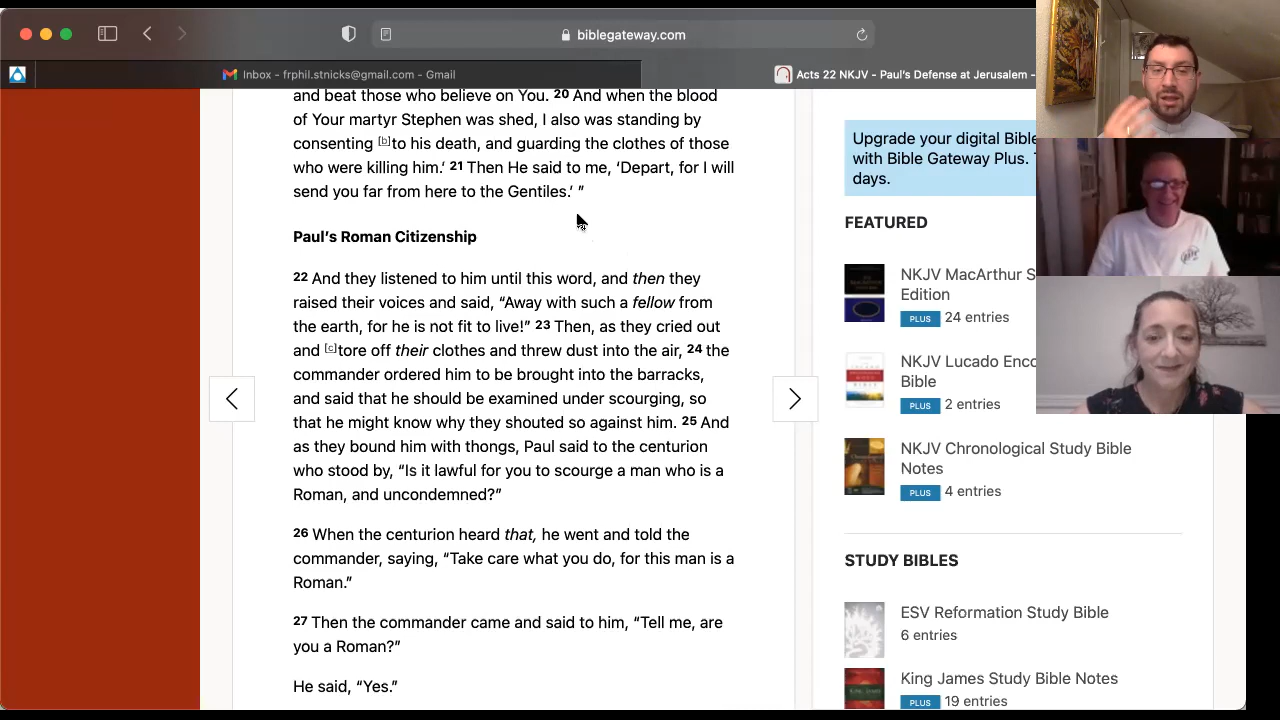 biblegateway.com
Inbox - frphil.stnicks@gmail.com - Gmail
Acts 22 NKJV - Paul's Defense at Jerusalem -
and beat those who believe on You. 20 And when the blood
of Your martyr Stephen was shed, I also was standing by
consenting [b]to his death, and guarding the clothes of those
who were killing him.' 21 Then He said to me, 'Depart, for I will
send you far from here to the Gentiles.' ”
Paul's Roman Citizenship
22 And they listened to him until this word, and then they
raised their voices and said, “Away with such a fellow from
the earth, for he is not fit to live!” 23 Then, as they cried out
and [c]tore off their clothes and threw dust into the air, 24 the
commander ordered him to be brought into the barracks,
and said that he should be examined under scourging, so
that he might know why they shouted so against him. 25 And
as they bound him with thongs, Paul said to the centurion
who stood by, “Is it lawful for you to scourge a man who is a
Roman, and uncondemned?”
26 When the centurion heard that, he went and told the
commander, saying, “Take care what you do, for this man is a
Roman.”
27 Then the commander came and said to him, “Tell me, are
you a Roman?”
He said, “Yes.”
Upgrade your digital Bible
with Bible Gateway Plus.
days.
FEATURED
NKJV MacArthur S
Edition
PLUS 24 entries
NKJV Lucado Enco
Bible
PLUS 2 entries
NKJV Chronological Study Bible
Notes
PLUS 4 entries
STUDY BIBLES
ESV Reformation Study Bible
6 entries
King James Study Bible Notes
PLUS 19 entries